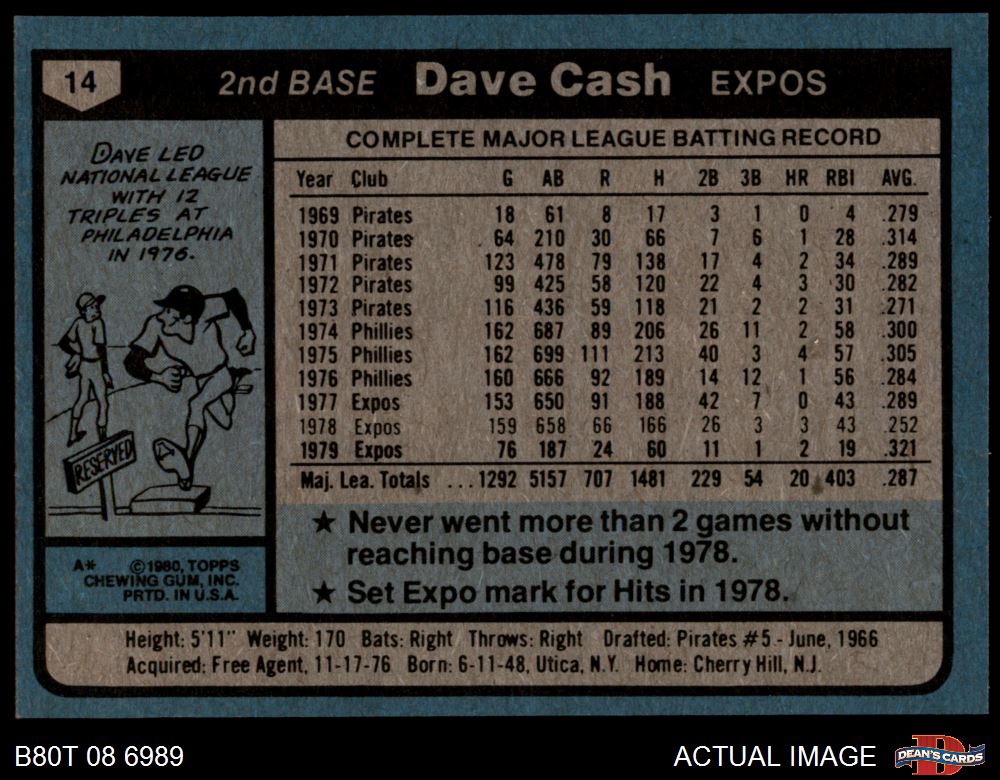 14 2nd BASE Dave Cash EXPOS
DAVE LED
NATIONAL LEAGUE
WITH 12
TRIPLES AT
PHILADELPHIA
IN 1976.
RESERVED
A* ©1980, TOPPS
CHEWING GUM, INC.
PRTD. IN U.S.A.
COMPLETE MAJOR LEAGUE BATTING RECORD
Year Club G AB R H 2B 3B HR RBI AVG.
1969 Pirates 18 61 8 17 3 1 0 4 .279
1970 Pirates 64 210 30 66 7 6 1 28 .314
1971 Pirates 123 478 79 138 17 4 2 34 .289
1972 Pirates 99 425 58 120 22 4 3 30 .282
1973 Pirates 116 436 59 118 21 2 2 31 .271
1974 Phillies 162 687 89 206 26 11 2 58 .300
1975 Phillies 162 699 111 213 40 3 4 57 .305
1976 Phillies 160 666 92 189 14 12 1 56 .284
1977 Expos 153 650 91 188 42 7 0 43 .289
1978 Expos 159 658 66 166 26 3 3 43 .252
1979 Expos 76 187 24 60 11 1 2 19 .321
Maj. Lea. Totals ...1292 5157 707 1481 229 54 20 403 .287
★ Never went more than 2 games without
reaching base during 1978.
★ Set Expo mark for Hits in 1978.
Height: 5'11" Weight: 170 Bats: Right Throws: Right Drafted: Pirates #5 - June, 1966
Acquired: Free Agent, 11-17-76 Born: 6-11-48, Utica, N.Y. Home: Cherry Hill, N.J.
B80T 08 6989 ACTUAL IMAGE DEAN'S CARDS